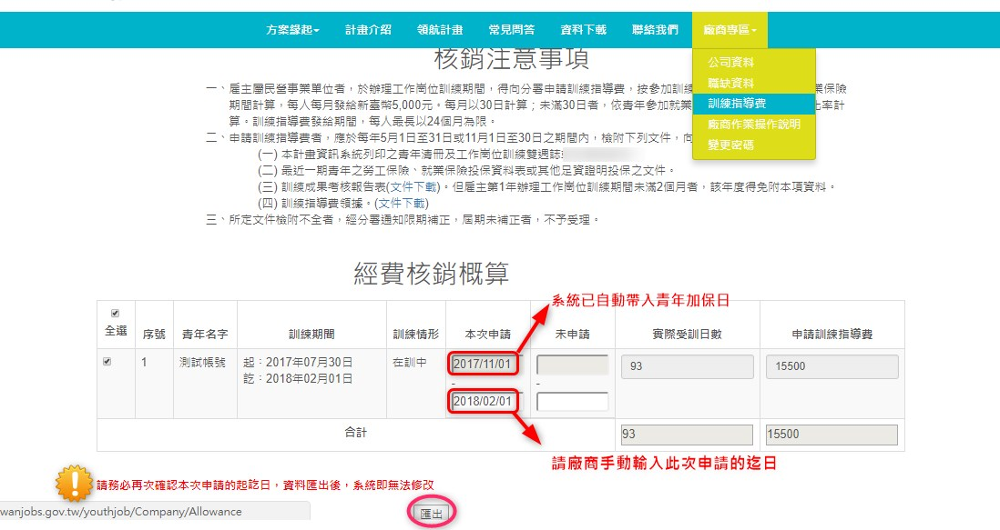 方案緣起 計畫介紹 領航計畫 常見問答 資料下載 聯絡我們 廠商專區
公司資料
職缺資料
訓練指導費
廠商作業操作說明
變更密碼
核銷注意事項
一、雇主屬民營事業單位者，於辦理工作崗位訓練期間，得向分署申請訓練指導費，按參加訓練 業保險
期間計算，每人每月發給新臺幣5,000元。每月以30日計算；未滿30日者，依青年參加就業 比率計
算。訓練指導費發給期間，每人最長以24個月為限。
二、申請訓練指導費者，應於每年5月1日至31日或11月1日至30日之期間內，檢附下列文件，向
(一) 本計畫資訊系統列印之青年清冊及工作崗位訓練雙週誌
(二) 最近一期青年之勞工保險、就業保險投保資料表或其他足資證明投保之文件。
(三) 訓練成果考核報告表(文件下載)。但雇主第1年辦理工作崗位訓練期間未滿2個月者，該年度得免附本項資料。
(四) 訓練指導費領據。(文件下載)
三、所定文件檢附不全者，經分署通知限期補正，屆期未補正者，不予受理。
經費核銷概算
系統已自動帶入青年加保日
全選 序號 青年名字 訓練期間 訓練情形 本次申請 未申請 實際受訓日數 申請訓練指導費
1 測試帳號 起：2017年07月30日 在訓中 2017/11/01 93 15500
訖：2018年02月01日
- -
2018/02/01
合計 93 15500
請廠商手動輸入此次申請的迄日
請務必再次確認本次申請的起訖日，資料匯出後，系統即無法修改
wanjobs.gov.tw/youthjob/Company/Allowance
匯出